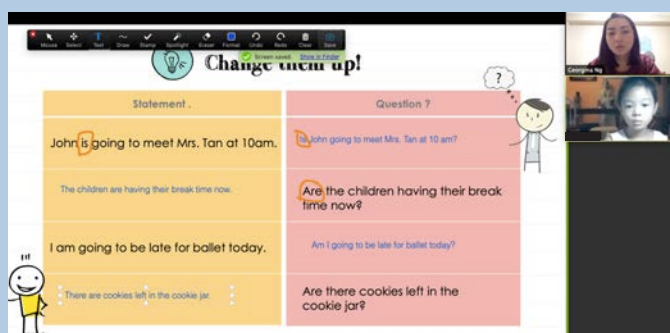 Mouse Select Text Draw Stamp Spotlight Eraser Format Undo Redo Clear Save
Screen saved. Show in Finder
Change them up!
Georgina Ng
?
Statement .
Question ?
John is going to meet Mrs. Tan at 10am.
Is John going to meet Mrs. Tan at 10 am?
The children are having their break time now.
Are the children having their break
time now?
I am going to be late for ballet today.
Am I going to be late for ballet today?
There are cookies left in the cookie jar.
Are there cookies left in the
cookie jar?
!!!